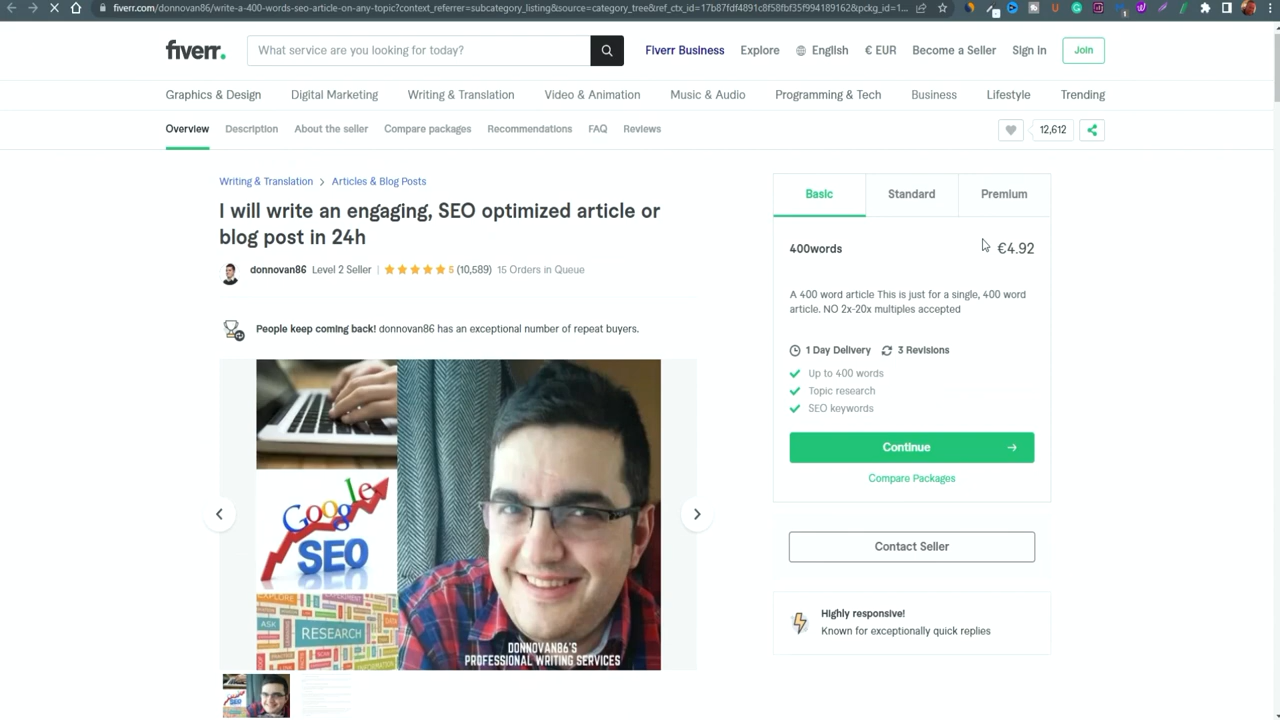 fiverr.com/donnovan86/write-a-400-words-seo-article-on-any-topic?context_referrer=subcategory_listing&source=category_tree&ref_ctx_id=17b87fdf4891c8f58fbf35f994189162&pckg_id=1...
fiverr.
What service are you looking for today?
Fiverr Business
Explore
English
€ EUR
Become a Seller
Sign In
Join
Graphics & Design
Digital Marketing
Writing & Translation
Video & Animation
Music & Audio
Programming & Tech
Business
Lifestyle
Trending
Overview
Description
About the seller
Compare packages
Recommendations
FAQ
Reviews
12,612
Writing & Translation > Articles & Blog Posts
I will write an engaging, SEO optimized article or
blog post in 24h
donnovan86 Level 2 Seller | 5 (10,589) 15 Orders in Queue
People keep coming back! donnovan86 has an exceptional number of repeat buyers.
Google
SEO
EXPLORE
ASK
RESEARCH
DONNOVAN86'S
PROFESSIONAL WRITING SERVICES
Basic
Standard
Premium
400words
€4.92
A 400 word article This is just for a single, 400 word
article. NO 2x-20x multiples accepted
1 Day Delivery
3 Revisions
Up to 400 words
Topic research
SEO keywords
Continue
Compare Packages
Contact Seller
Highly responsive!
Known for exceptionally quick replies